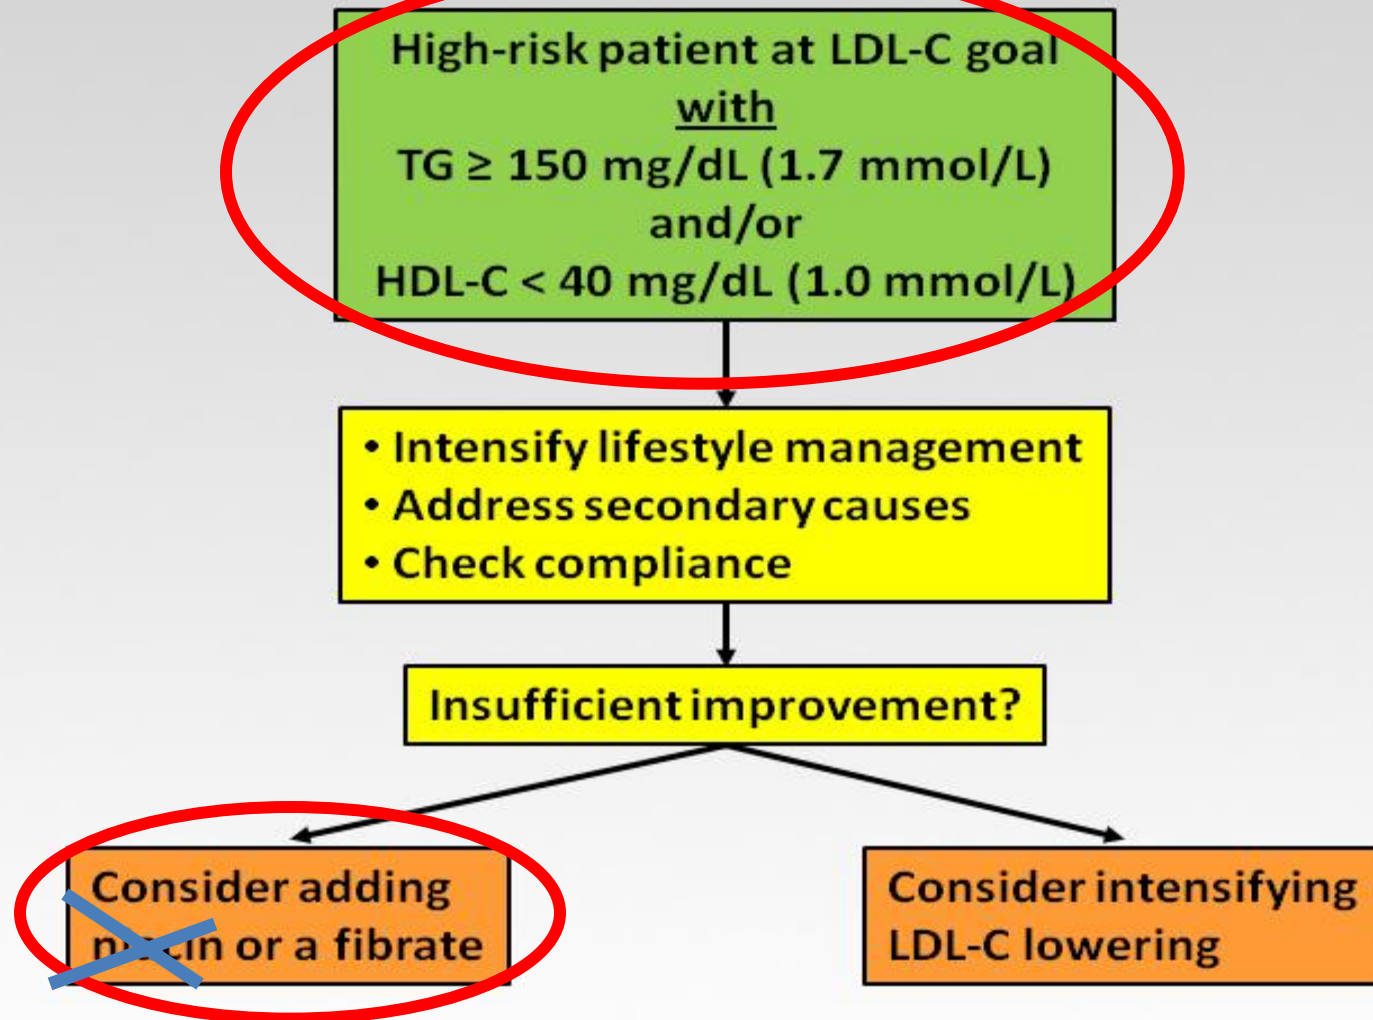 High-risk patient at LDL-C goal
with
TG ≥ 150 mg/dL (1.7 mmol/L)
and/or
HDL-C < 40 mg/dL (1.0 mmol/L)
• Intensify lifestyle management
• Address secondary causes
• Check compliance
Insufficient improvement?
Consider adding
niacin or a fibrate
Consider intensifying
LDL-C lowering